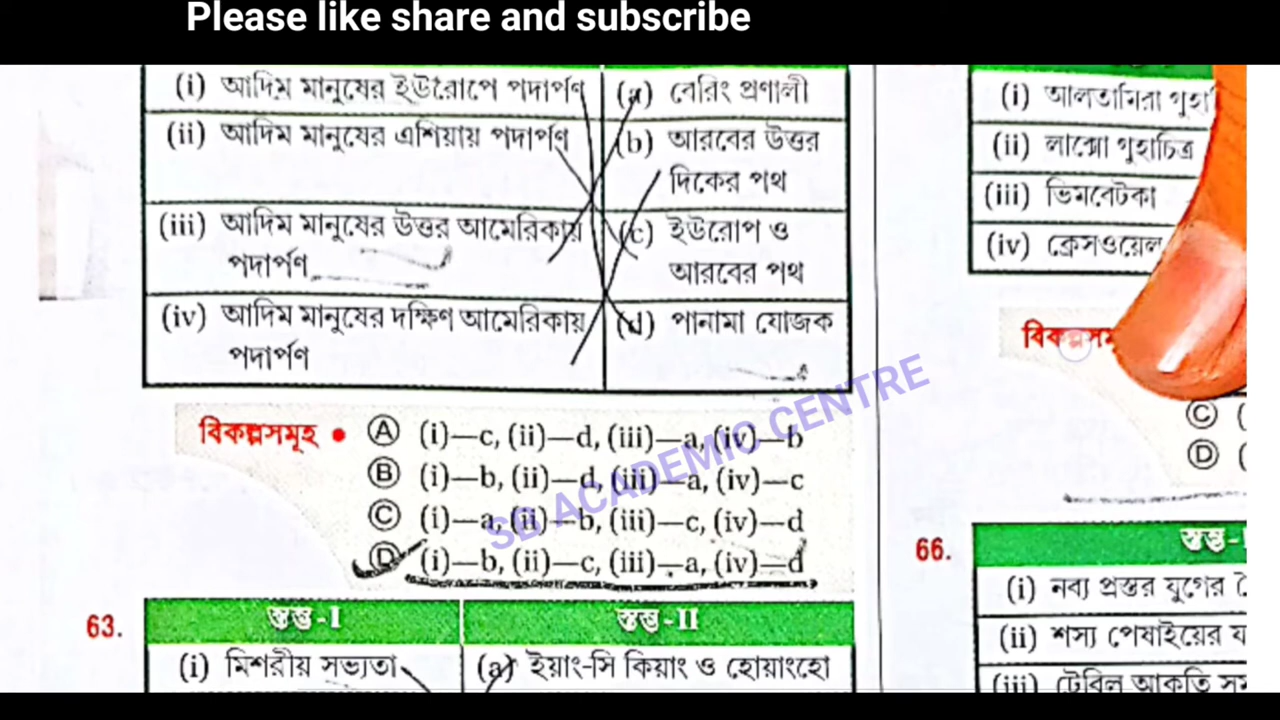 Please like share and subscribe
(i) আদিম মানুষের ইউরোপে পদার্পণ (a) বেরিং প্রণালী
(ii) আদিম মানুষের এশিয়ায় পদার্পণ (b) আরবের উত্তর
দিকের পথ
(iii) আদিম মানুষের উত্তর আমেরিকায় (c) ইউরোপ ও
পদার্পণ আরবের পথ
(iv) আদিম মানুষের দক্ষিণ আমেরিকায় (d) পানামা যোজক
পদার্পণ
বিকল্পসমূহ ● Ⓐ (i)—c, (ii)—d, (iii)—a, (iv)—b
Ⓑ (i)—b, (ii)—d, (iii)—a, (iv)—c
Ⓒ (i)—a, (ii)—b, (iii)—c, (iv)—d
Ⓓ (i)—b, (ii)—c, (iii)—a, (iv)—d
SB ACADEMIC CENTRE
63. স্তম্ভ-I স্তম্ভ-II
(i) মিশরীয় সভ্যতা (a) ইয়াং-সি কিয়াং ও হোয়াংহো
(i) আলতামিরা
(ii) লাস্কো গুহাচিত্র
(iii) ভিমবেটকা
(iv) ক্রেসওয়েল
Ⓒ (
Ⓓ (
66. স্তম্ভ-
(i) নব্য প্রস্তর যুগের
(ii) শস্য পেষাইয়ের
(iii) টেবিল আকৃতি